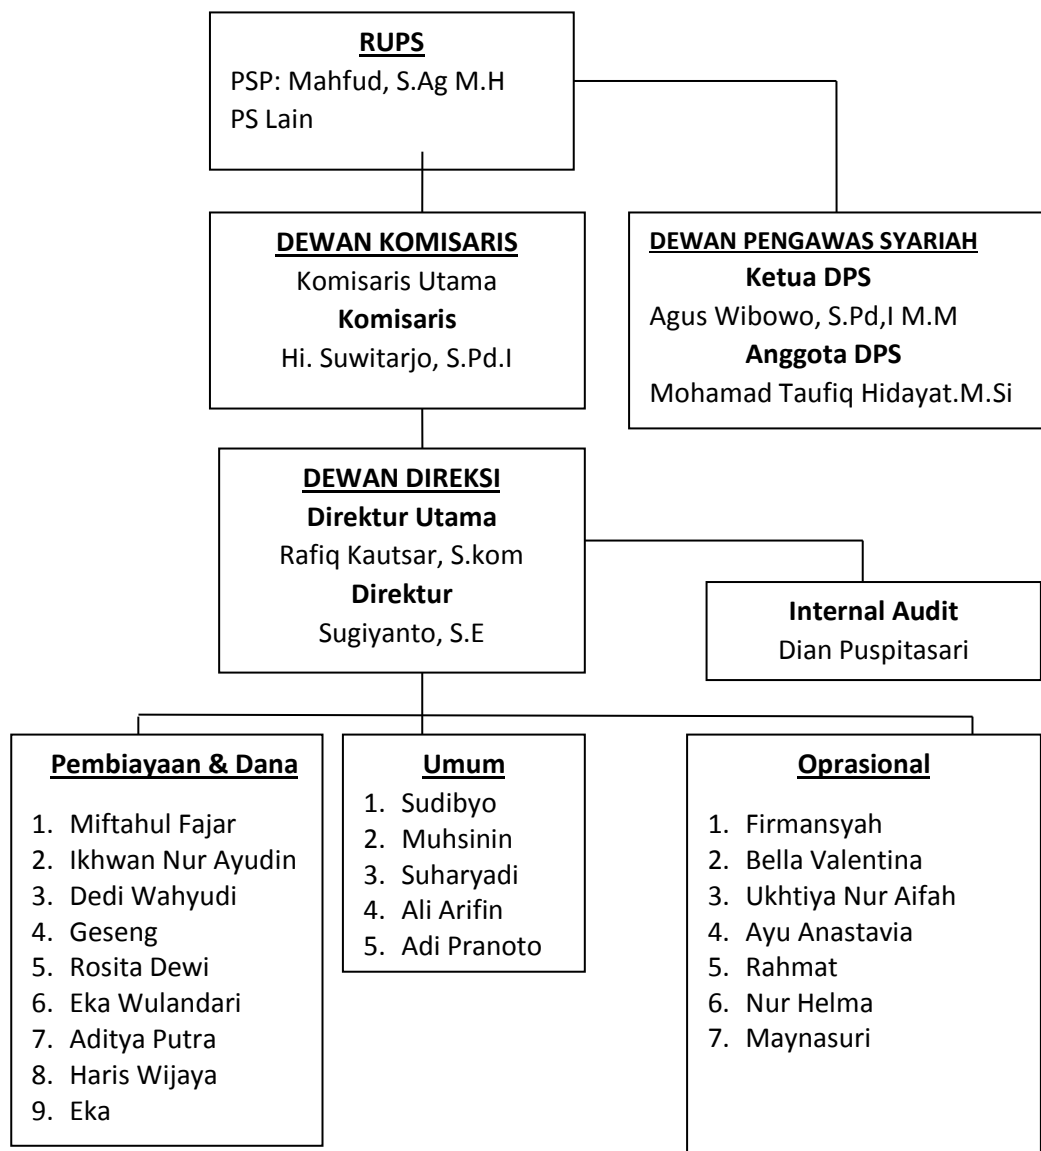 RUPS
PSP: Mahfud, S.Ag M.H
PS Lain
DEWAN KOMISARIS
Komisaris Utama
Komisaris
Hi. Suwitarjo, S.Pd.I
DEWAN PENGAWAS SYARIAH
Ketua DPS
Agus Wibowo, S.Pd,I M.M
Anggota DPS
Mohamad Taufiq Hidayat.M.Si
DEWAN DIREKSI
Direktur Utama
Rafiq Kautsar, S.kom
Direktur
Sugiyanto, S.E
Internal Audit
Dian Puspitasari
Pembiayaan & Dana
1. Miftahul Fajar
2. Ikhwan Nur Ayudin
3. Dedi Wahyudi
4. Geseng
5. Rosita Dewi
6. Eka Wulandari
7. Aditya Putra
8. Haris Wijaya
9. Eka
Umum
1. Sudibyo
2. Muhsinin
3. Suharyadi
4. Ali Arifin
5. Adi Pranoto
Oprasional
1. Firmansyah
2. Bella Valentina
3. Ukhtiya Nur Aifah
4. Ayu Anastavia
5. Rahmat
6. Nur Helma
7. Maynasuri